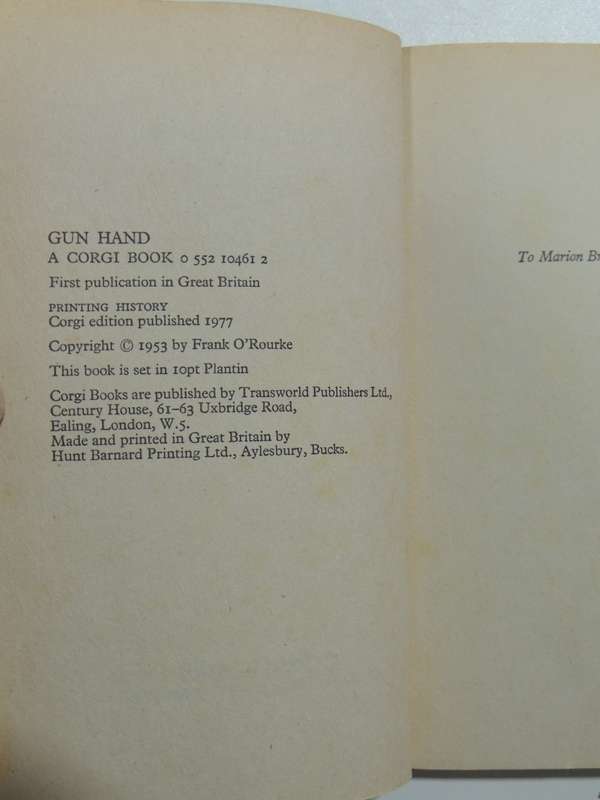 GUN HAND
A CORGI BOOK 0 552 10461 2
First publication in Great Britain
PRINTING HISTORY
Corgi edition published 1977
Copyright © 1953 by Frank O'Rourke
This book is set in 10pt Plantin
Corgi Books are published by Transworld Publishers Ltd.,
Century House, 61–63 Uxbridge Road,
Ealing, London, W.5.
Made and printed in Great Britain by
Hunt Barnard Printing Ltd., Aylesbury, Bucks.
To Marion